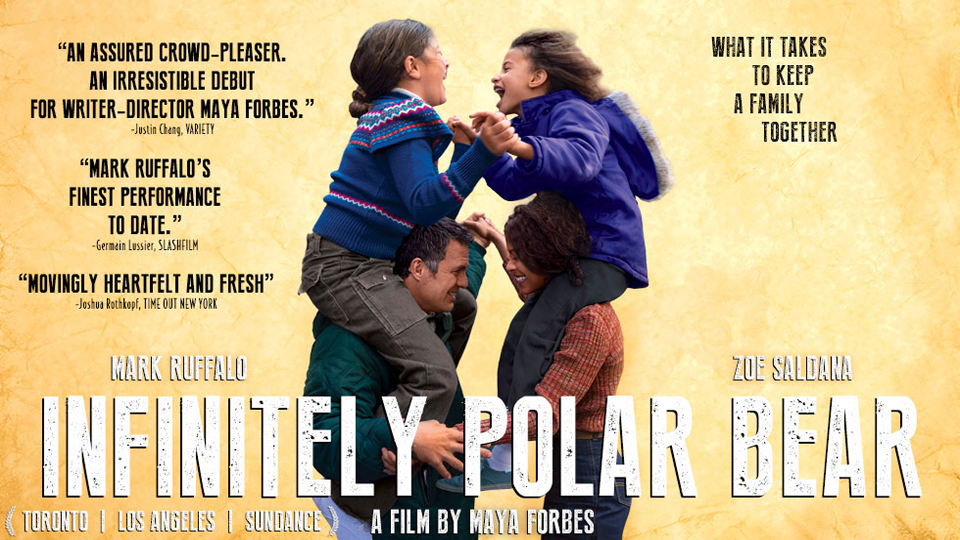 “AN ASSURED CROWD-PLEASER.
AN IRRESISTIBLE DEBUT
FOR WRITER-DIRECTOR MAYA FORBES.”
-Justin Chang, VARIETY
“MARK RUFFALO’S
FINEST PERFORMANCE
TO DATE.”
-Germain Lussier, SLASHFILM
“MOVINGLY HEARTFELT AND FRESH”
-Joshua Rothkopf, TIME OUT NEW YORK
WHAT IT TAKES
TO KEEP
A FAMILY
TOGETHER
MARK RUFFALO
ZOE SALDANA
INFINITELY POLAR BEAR
TORONTO | LOS ANGELES | SUNDANCE
A FILM BY MAYA FORBES